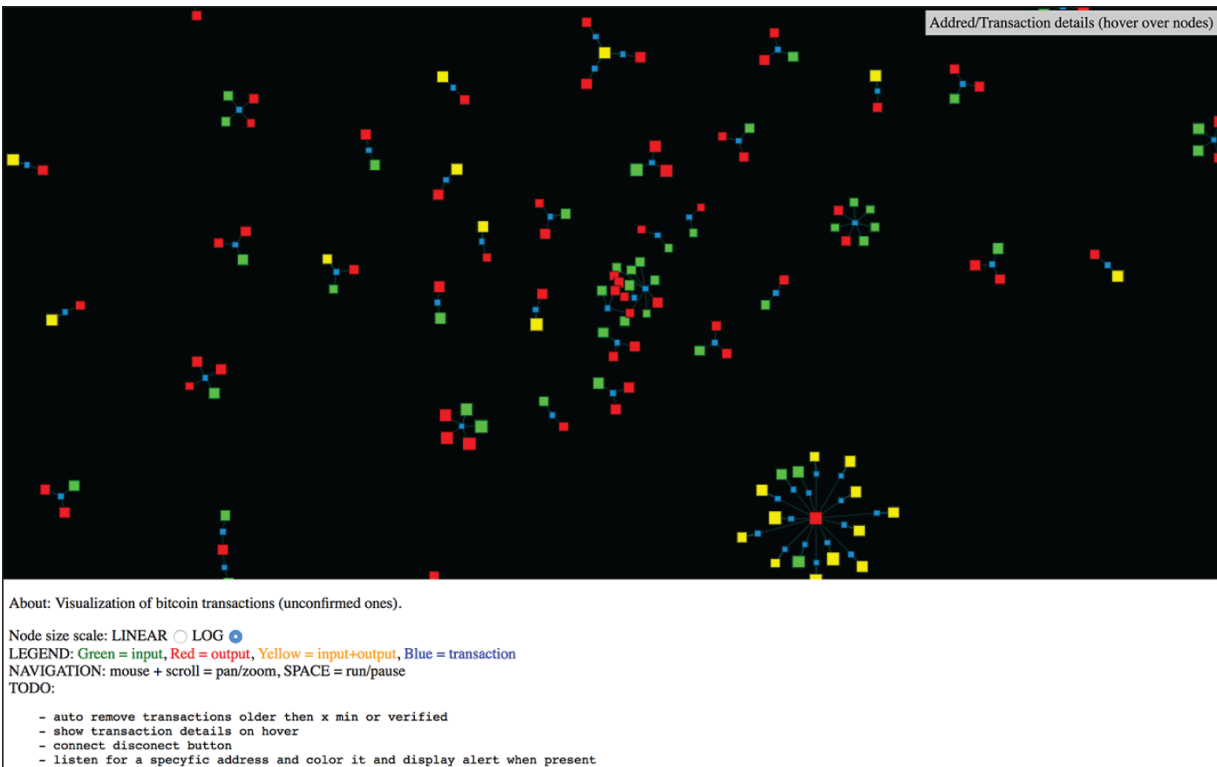 Addred/Transaction details (hover over nodes)
About: Visualization of bitcoin transactions (unconfirmed ones).
Node size scale: LINEAR LOG
LEGEND: Green = input, Red = output, Yellow = input+output, Blue = transaction
NAVIGATION: mouse + scroll = pan/zoom, SPACE = run/pause
TODO:
- auto remove transactions older then x min or verified
- show transaction details on hover
- connect disconect button
- listen for a specyfic address and color it and display alert when present